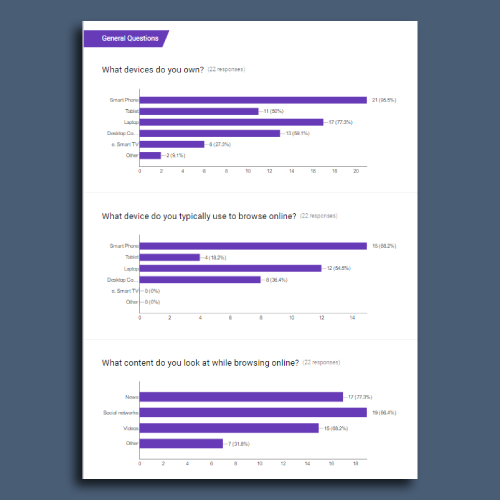 General Questions
What devices do you own? (22 responses)
Smart Phone 21 (95.5%)
Tablet 11 (50%)
Laptop 17 (77.3%)
Desktop Co... 13 (59.1%)
e. Smart TV 6 (27.3%)
Other 2 (9.1%)
0 2 4 6 8 10 12 14 16 18 20
What device do you typically use to browse online? (22 responses)
Smart Phone 15 (68.2%)
Tablet 4 (18.2%)
Laptop 12 (54.5%)
Desktop Co... 8 (36.4%)
e. Smart TV 0 (0%)
Other 0 (0%)
0 2 4 6 8 10 12 14
What content do you look at while browsing online? (22 responses)
News 17 (77.3%)
Social networks 19 (86.4%)
Videos 15 (68.2%)
Other 7 (31.8%)
0 2 4 6 8 10 12 14 16 18